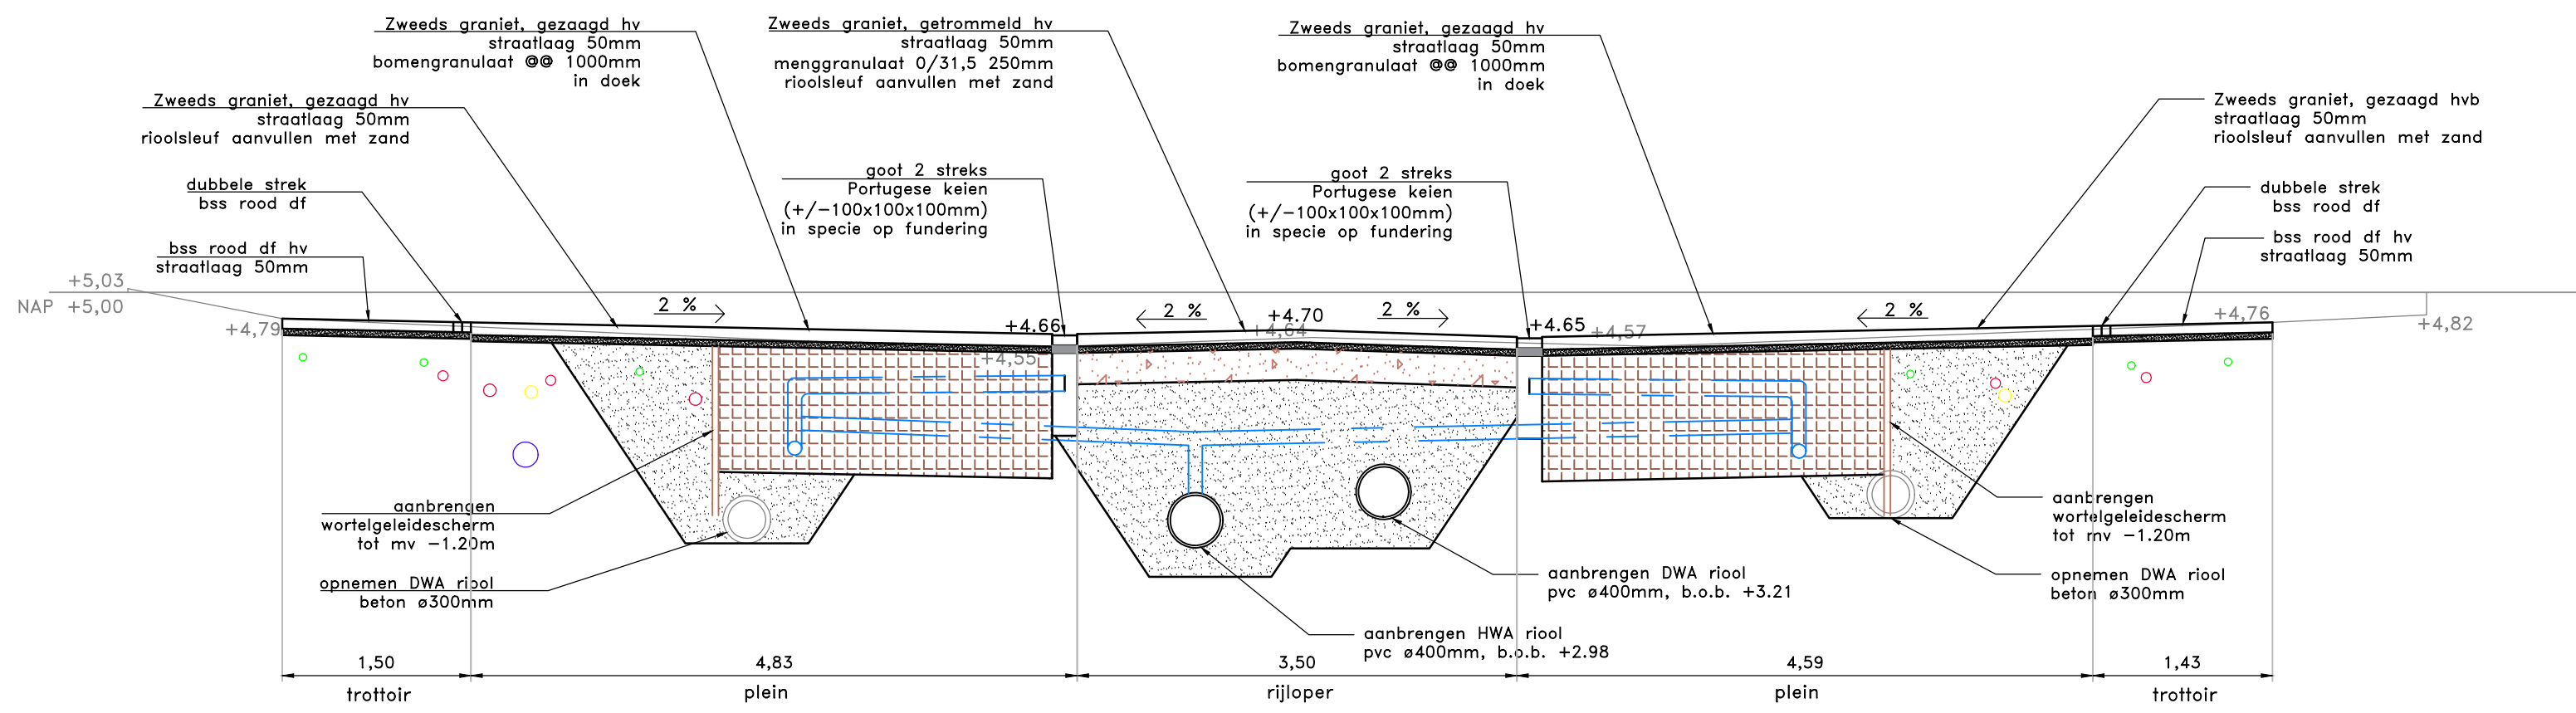 Zweeds graniet, gezaagd hv
straatlaag 50mm
bomengranulaat @@ 1000mm
in doek
Zweeds graniet, getrommeld hv
straatlaag 50mm
menggranulaat 0/31,5 250mm
rioolsleuf aanvullen met zand
Zweeds graniet, gezaagd hv
straatlaag 50mm
bomengranulaat @@ 1000mm
in doek
Zweeds graniet, gezaagd hv
straatlaag 50mm
rioolsleuf aanvullen met zand
Zweeds graniet, gezaagd hvb
straatlaag 50mm
rioolsleuf aanvullen met zand
dubbele strek
bss rood df
goot 2 streks
Portugese keien
(+/-100x100x100mm)
in specie op fundering
goot 2 streks
Portugese keien
(+/-100x100x100mm)
in specie op fundering
dubbele strek
bss rood df
bss rood df hv
straatlaag 50mm
bss rood df hv
straatlaag 50mm
+5,03
NAP +5,00
+4,79
2 %
+4.66
+4,55
2 %
+4.70
+4,64
2 %
+4.65
+4,57
2 %
+4,76
+4,82
aanbrengen
wortelgeleidescherm
tot mv -1.20m
opnemen DWA riool
beton ø300mm
aanbrengen
wortelgeleidescherm
tot mv -1.20m
opnemen DWA riool
beton ø300mm
aanbrengen DWA riool
pvc ø400mm, b.o.b. +3.21
aanbrengen HWA riool
pvc ø400mm, b.o.b. +2.98
1,50
4,83
3,50
4,59
1,43
trottoir
plein
rijloper
plein
trottoir